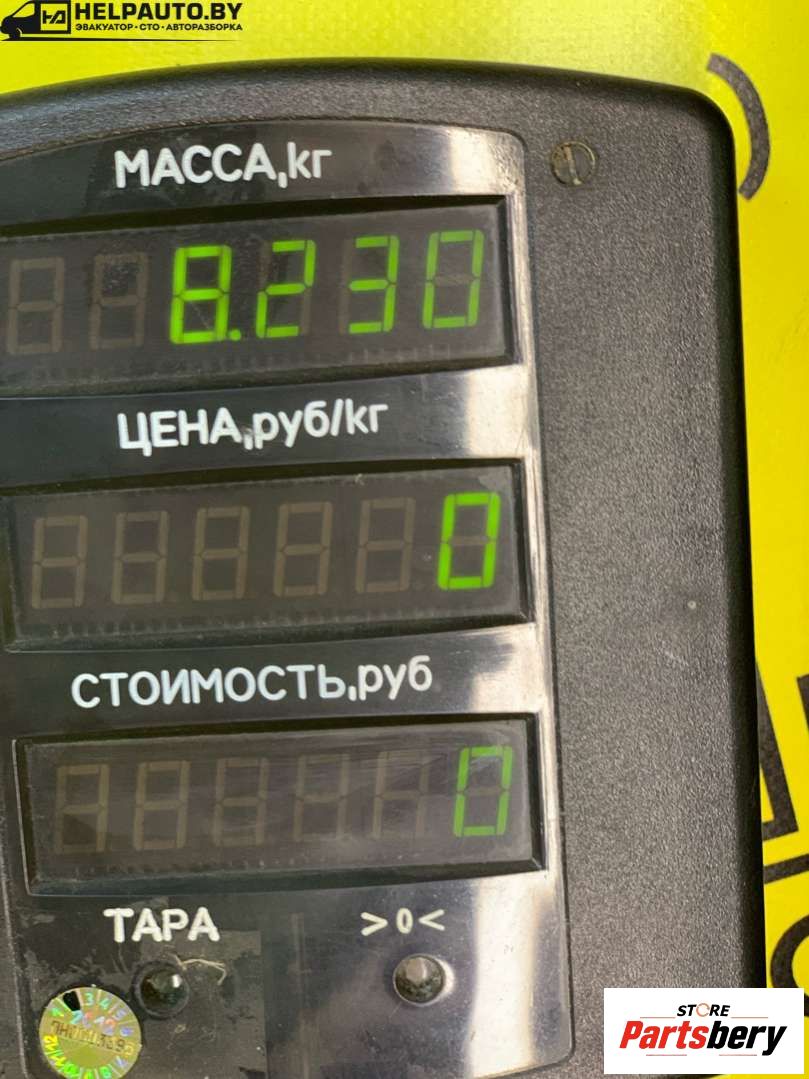 HELPAUTO.BY
ЭВАКУАТОР • СТО • АВТОРАЗБОРКА
МАССА,кг
8.230
ЦЕНА,руб/кг
0
СТОИМОСТЬ,руб
0
ТАРА >0<
STORE
Partsbery